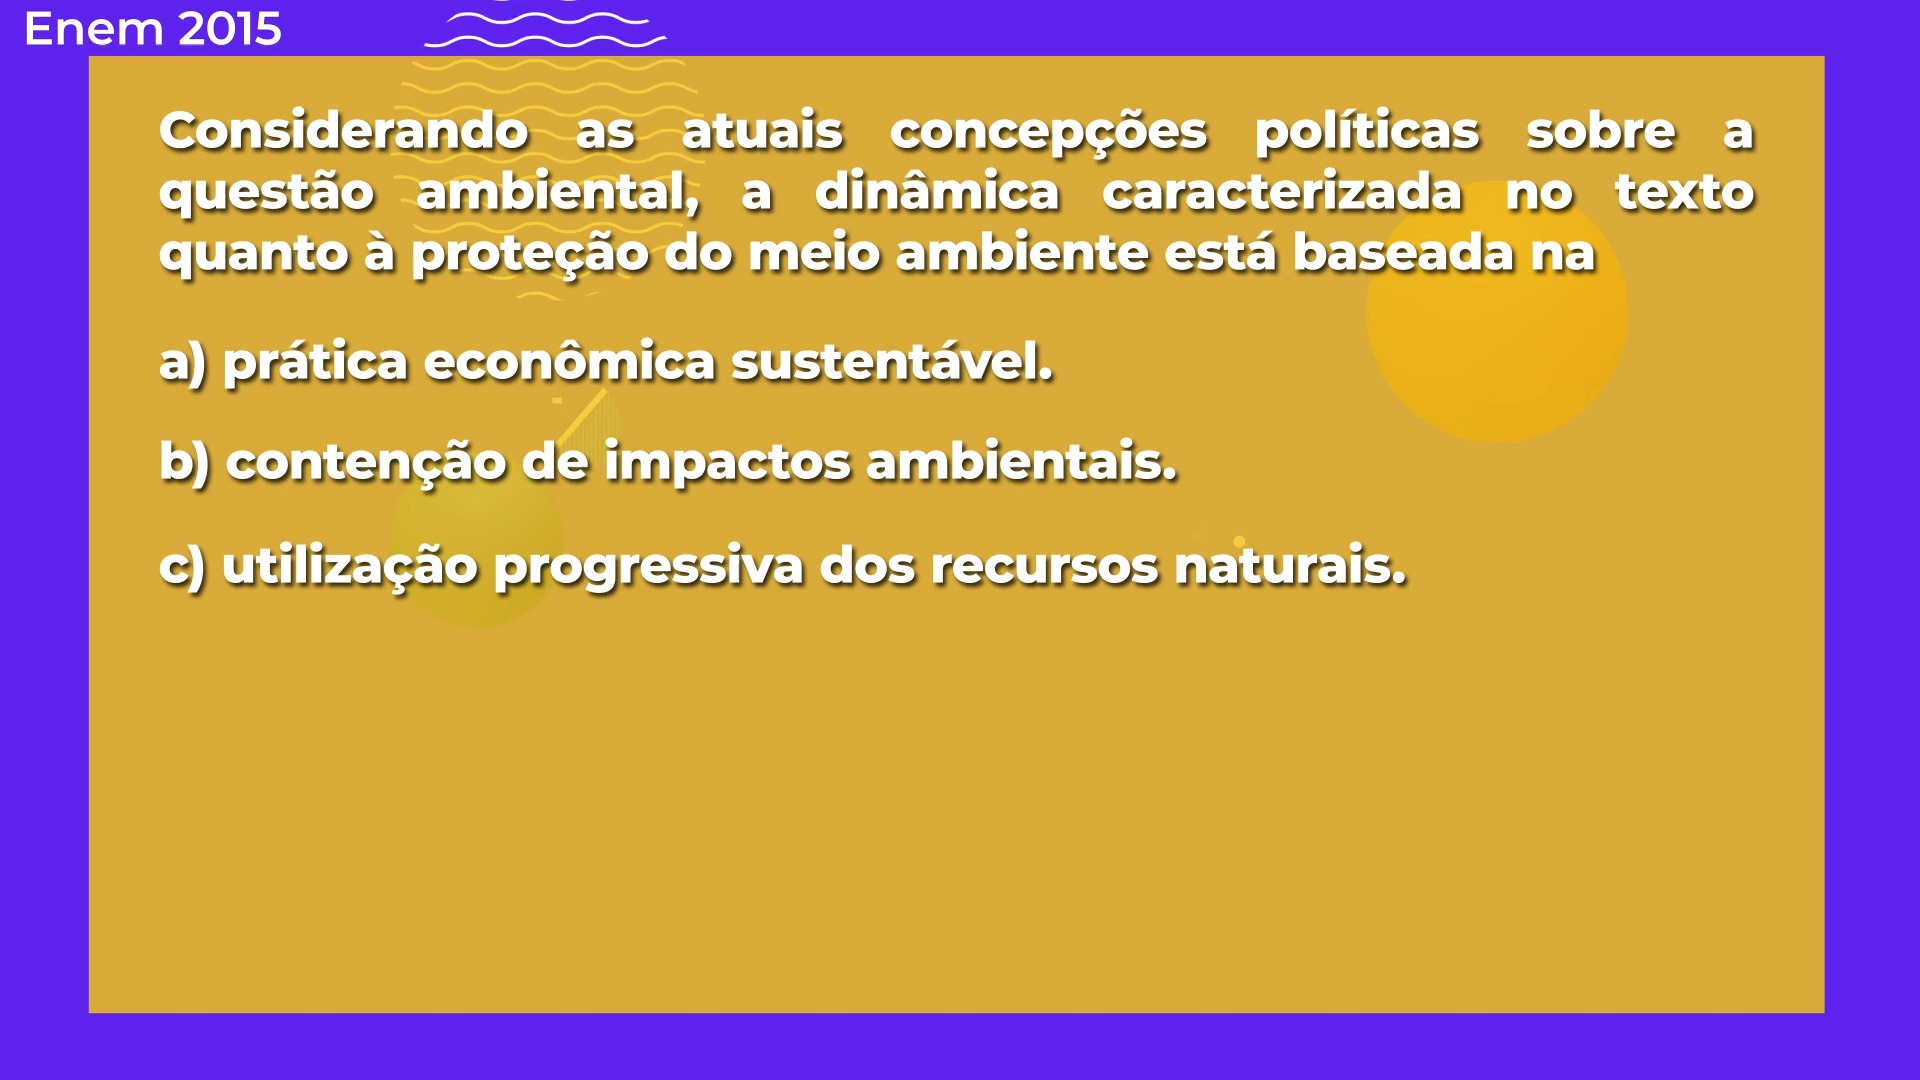 Enem 2015
Considerando as atuais concepções políticas sobre a
questão ambiental, a dinâmica caracterizada no texto
quanto à proteção do meio ambiente está baseada na
a) prática econômica sustentável.
b) contenção de impactos ambientais.
c) utilização progressiva dos recursos naturais.